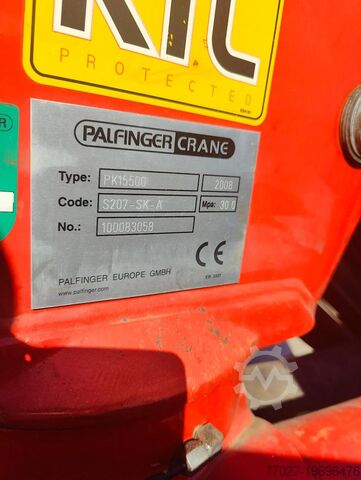 KTL
PROTECTED
R
PALFINGER CRANE
Type: PK15500 2008
Code: S207-SK-A Mpa: 30.0
No.: 100083058
CE
PALFINGER EUROPE GMBH
www.palfinger.com
77027-19696476